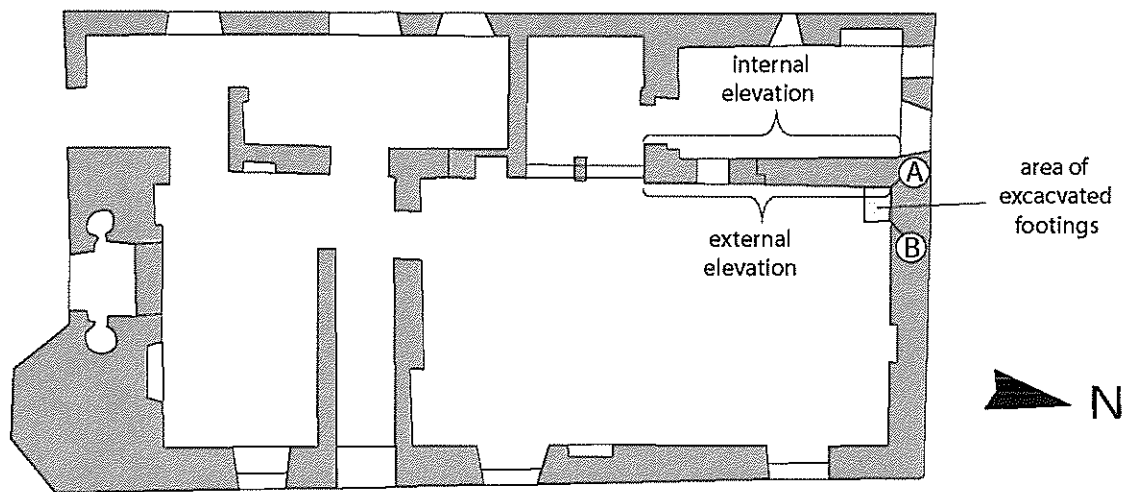 internal
elevation
A
area of
excacvated
footings
B
external
elevation
N